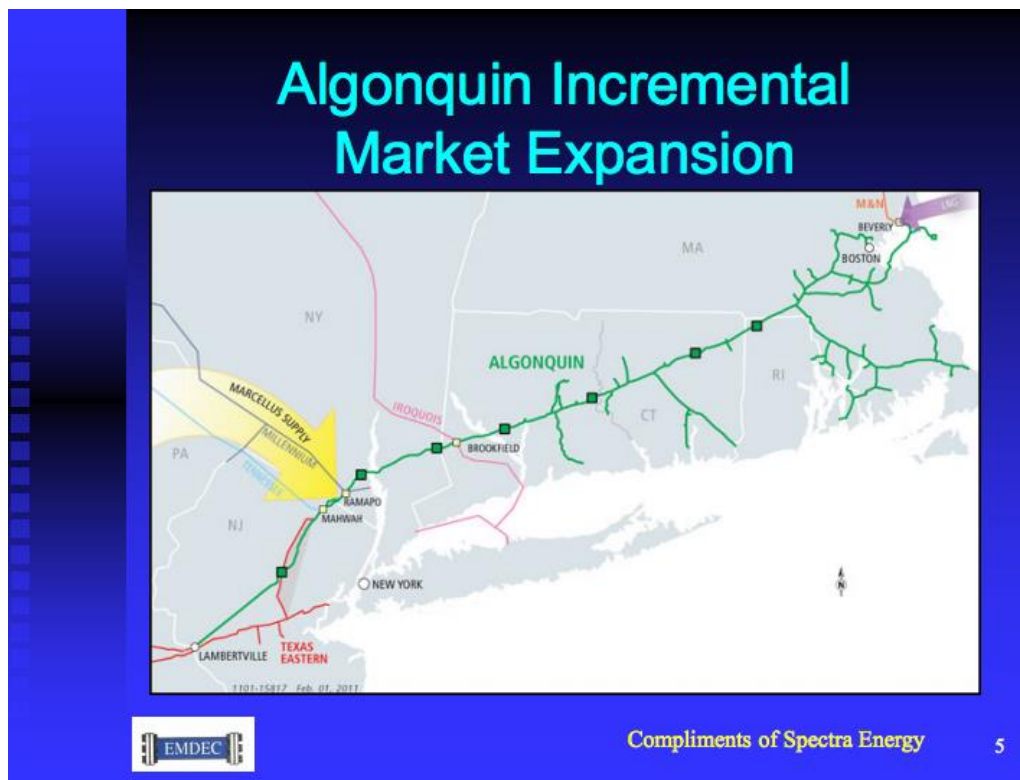 Algonquin Incremental
Market Expansion
M&N
LNG
BEVERLY
BOSTON
MA
NY
ALGONQUIN
RI
MARCELLUS SUPPLY
IROQUOIS
CT
MILLENNIUM
BROOKFIELD
PA
TENNESSEE
RAMAPO
MAHWAH
NJ
NEW YORK
N
LAMBERTVILLE
TEXAS
EASTERN
1101-15817 Feb. 01, 2011
EMDEC
Compliments of Spectra Energy
5